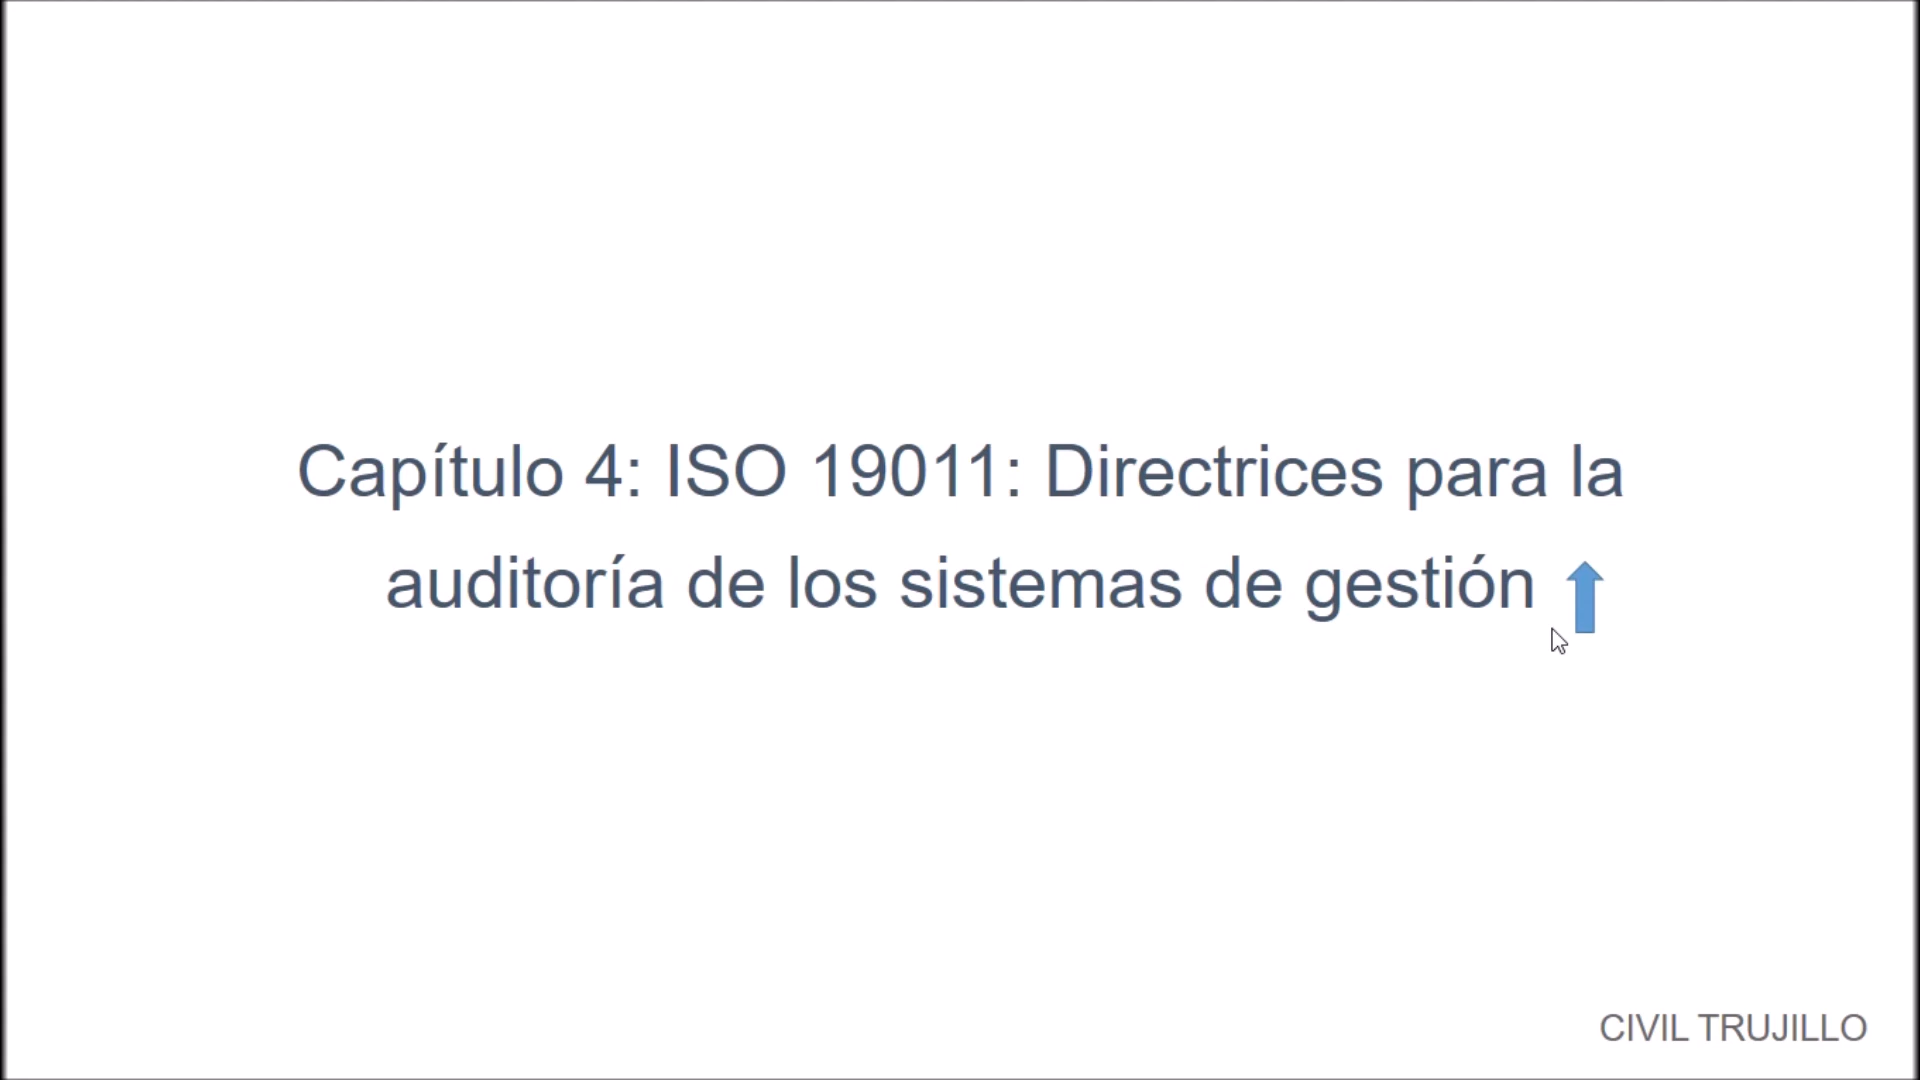 Capítulo 4: ISO 19011: Directrices para la
auditoría de los sistemas de gestión
CIVIL TRUJILLO